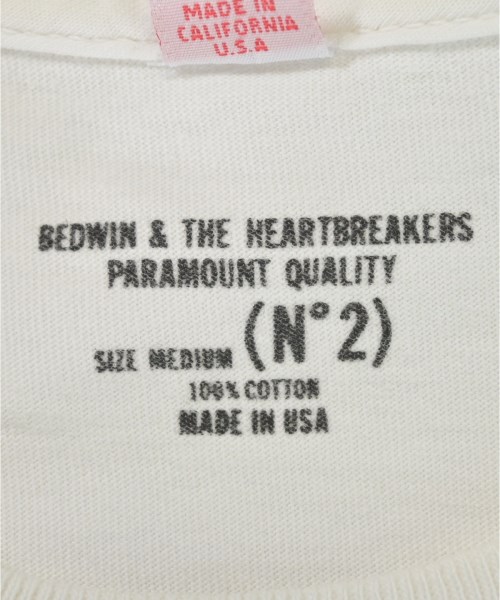 MADE IN
CALIFORNIA
U.S.A
BEDWIN & THE HEARTBREAKERS
PARAMOUNT QUALITY
SIZE MEDIUM (N° 2)
100% COTTON
MADE IN USA